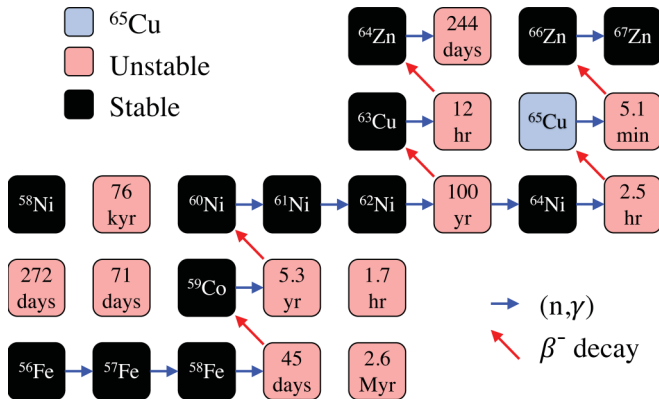 ⁶⁵Cu
Unstable
Stable
⁶⁴Zn
244
days
⁶⁶Zn
⁶⁷Zn
⁶³Cu
12
hr
⁶⁵Cu
5.1
min
⁵⁸Ni
76
kyr
⁶⁰Ni
⁶¹Ni
⁶²Ni
100
yr
⁶⁴Ni
2.5
hr
272
days
71
days
⁵⁹Co
5.3
yr
1.7
hr
⁵⁶Fe
⁵⁷Fe
⁵⁸Fe
45
days
2.6
Myr
(n,γ)
β⁻ decay